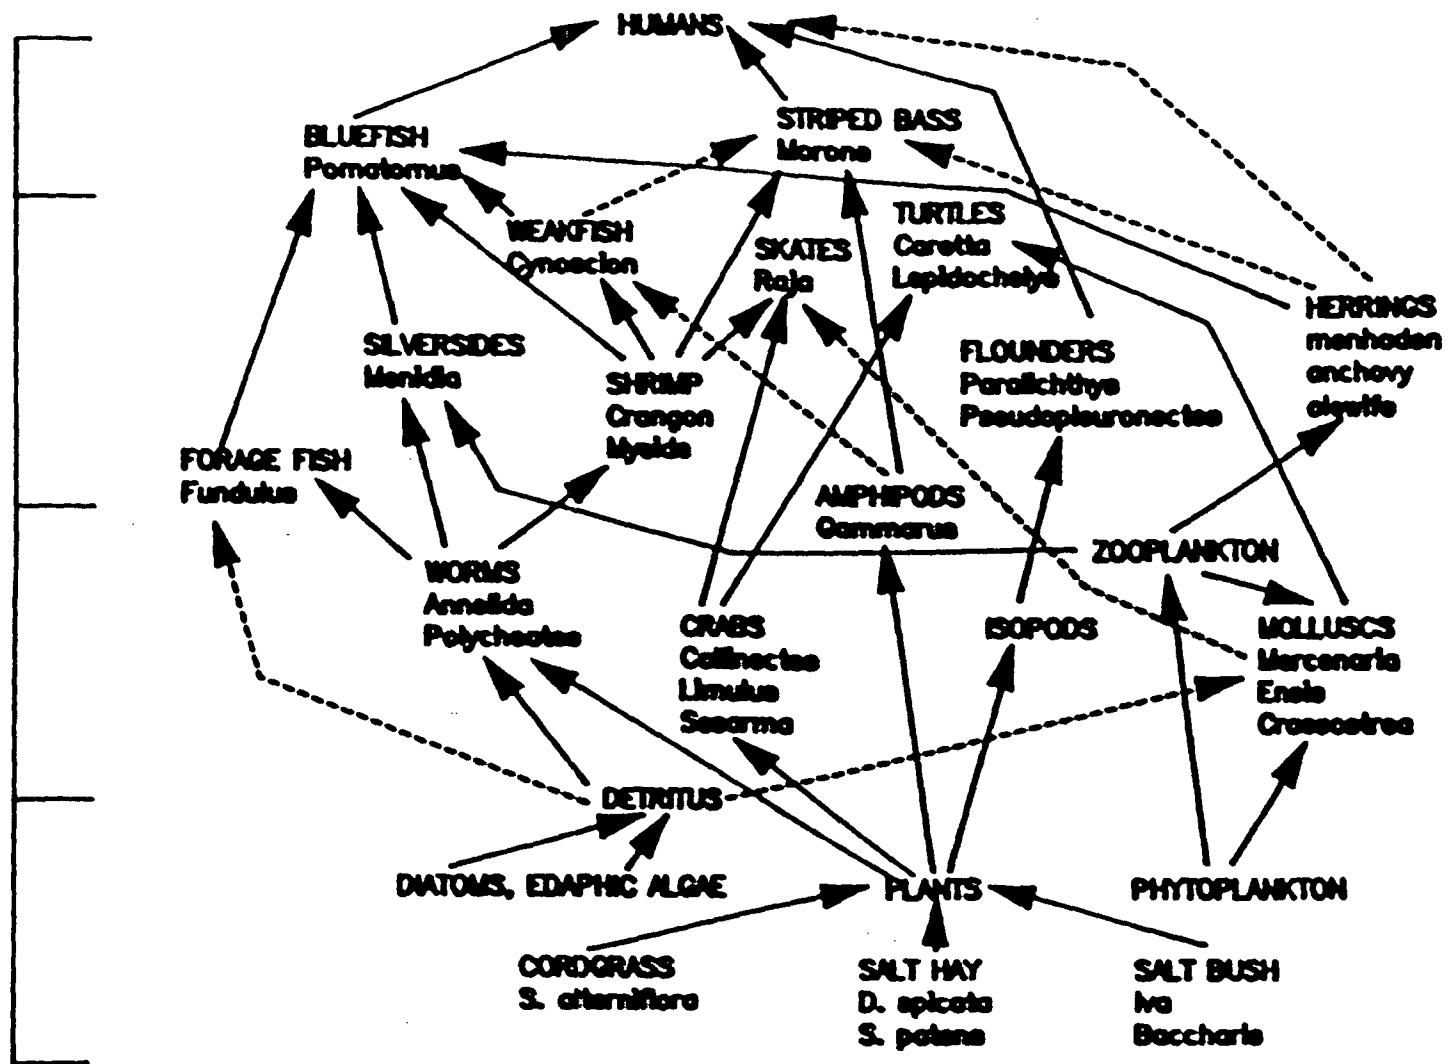 HUMANS
BLUEFISH
Pomatomus
STRIPED BASS
Morone
WEAKFISH
Cynoscion
SKATES
Raja
TURTLES
Caretta
Lepidochelys
HERRINGS
menhaden
anchovy
alewife
SILVERSIDES
Menidia
SHRIMP
Crangon
Mysids
FLOUNDERS
Paralichthys
Pseudopleuronectes
FORAGE FISH
Fundulus
AMPHIPODS
Gammarus
ZOOPLANKTON
WORMS
Annelida
Polycheates
CRABS
Callinectes
Limulus
Sesarma
ISOPODS
MOLLUSCS
Mercenaria
Ensis
Crassostrea
DETRITUS
DIATOMS, EDAPHIC ALGAE
PLANTS
PHYTOPLANKTON
CORDGRASS
S. alterniflora
SALT HAY
D. spicata
S. patens
SALT BUSH
Iva
Baccharis